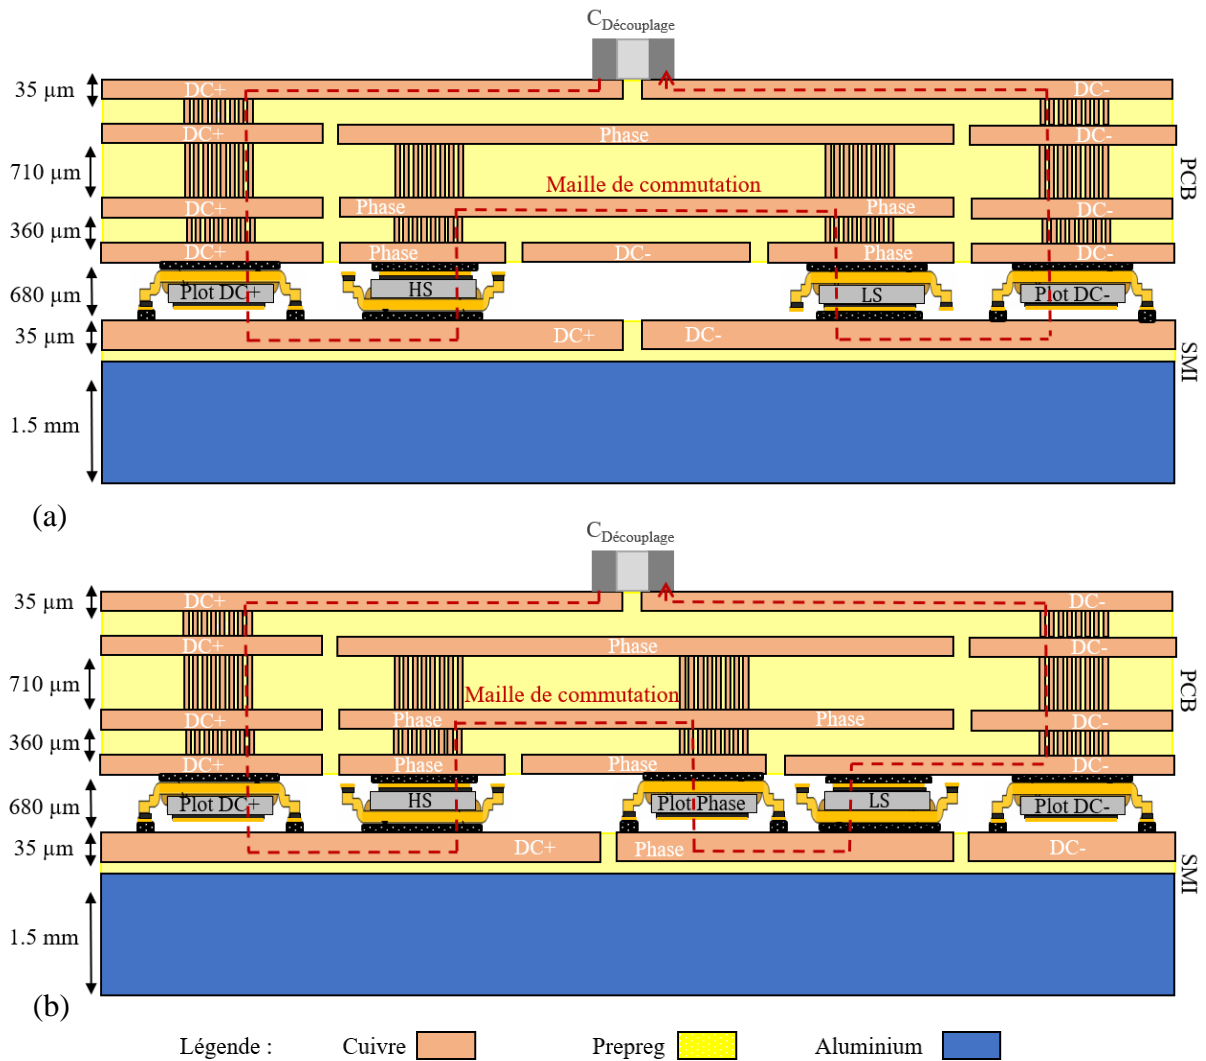 C_Découplage
35 µm DC+ DC-
DC+ Phase DC-
710 µm
Maille de commutation
PCB
DC+ Phase Phase DC-
360 µm
DC+ Phase DC- Phase DC-
680 µm Plot DC+ HS LS Plot DC-
35 µm DC+ DC-
SMI
1.5 mm
(a)
C_Découplage
35 µm DC+ DC-
DC+ Phase DC-
710 µm
Maille de commutation
PCB
DC+ Phase Phase DC-
360 µm
DC+ Phase Phase DC-
680 µm Plot DC+ HS Plot Phase LS Plot DC-
35 µm DC+ Phase DC-
SMI
1.5 mm
(b)
Légende : Cuivre Prepreg Aluminium